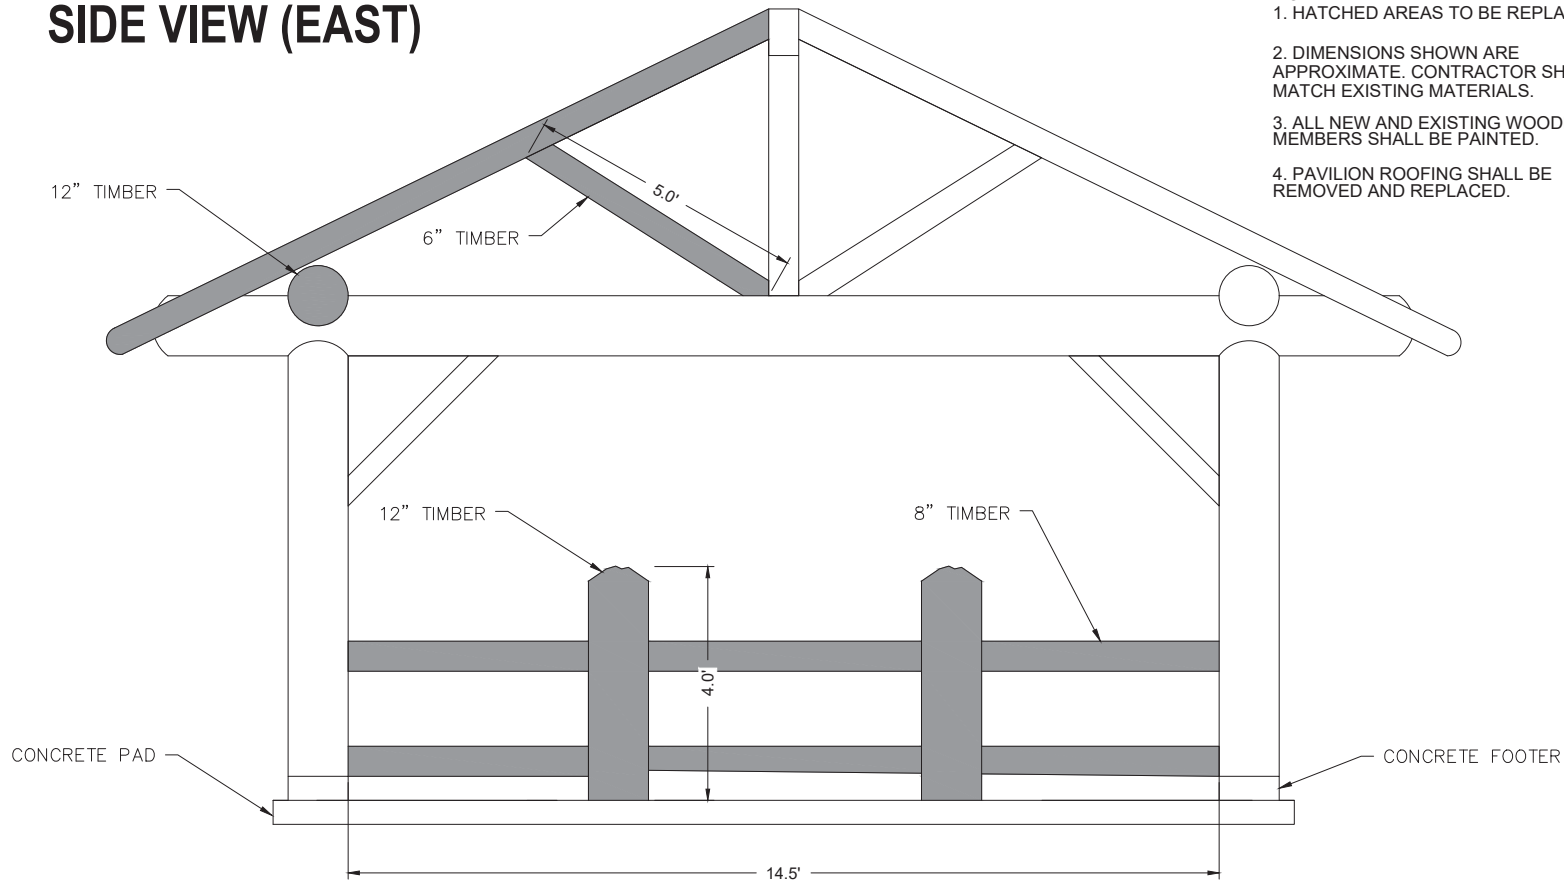 SIDE VIEW (EAST)
1. HATCHED AREAS TO BE REPLA
2. DIMENSIONS SHOWN ARE
APPROXIMATE. CONTRACTOR SH
MATCH EXISTING MATERIALS.
3. ALL NEW AND EXISTING WOOD
MEMBERS SHALL BE PAINTED.
4. PAVILION ROOFING SHALL BE
REMOVED AND REPLACED.
12” TIMBER
5.0'
6” TIMBER
12” TIMBER
8” TIMBER
4.0'
CONCRETE PAD
CONCRETE FOOTER
14.5'